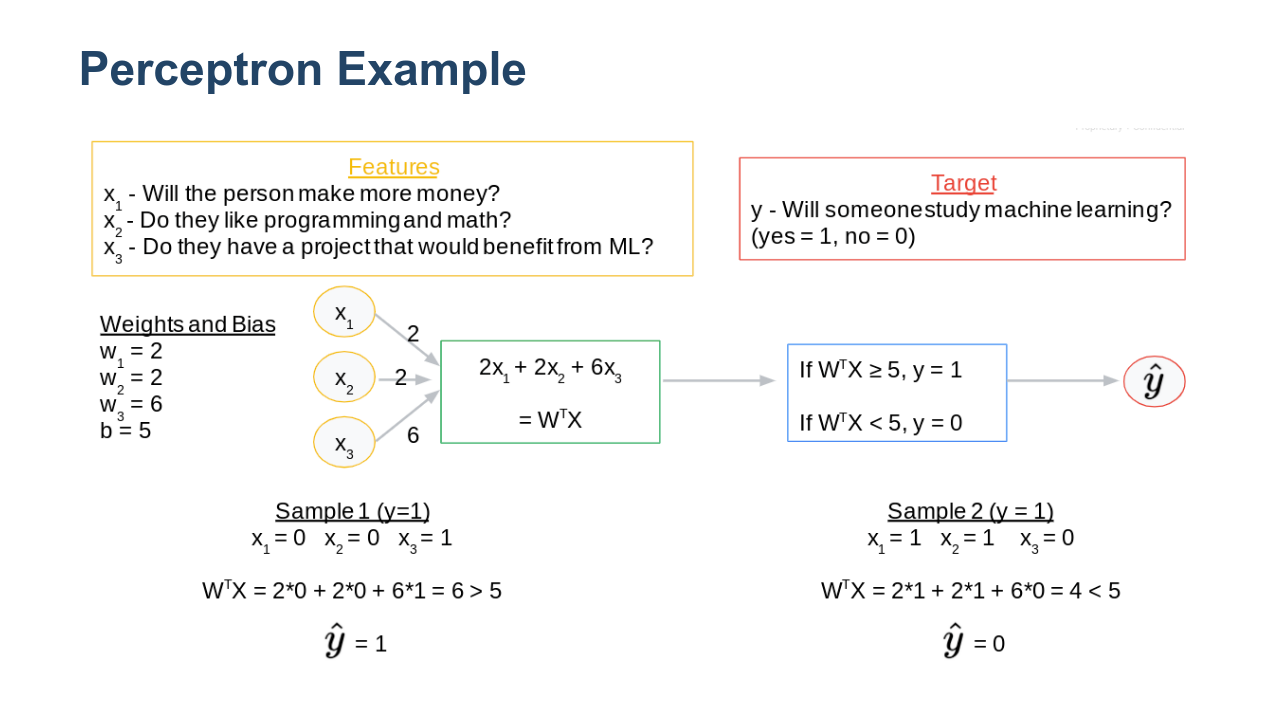 Perceptron Example
Features
x₁ - Will the person make more money?
x₂ - Do they like programming and math?
x₃ - Do they have a project that would benefit from ML?
Target
y - Will someone study machine learning?
(yes = 1, no = 0)
Weights and Bias
w₁ = 2
w₂ = 2
w₃ = 6
b = 5
x₁
x₂
x₃
2
2
6
2x₁ + 2x₂ + 6x₃
= WᵀX
If WᵀX ≥ 5, y = 1
If WᵀX < 5, y = 0
ŷ
Sample 1 (y=1)
x₁ = 0 x₂ = 0 x₃ = 1
WᵀX = 2*0 + 2*0 + 6*1 = 6 > 5
ŷ = 1
Sample 2 (y = 1)
x₁ = 1 x₂ = 1 x₃ = 0
WᵀX = 2*1 + 2*1 + 6*0 = 4 < 5
ŷ = 0